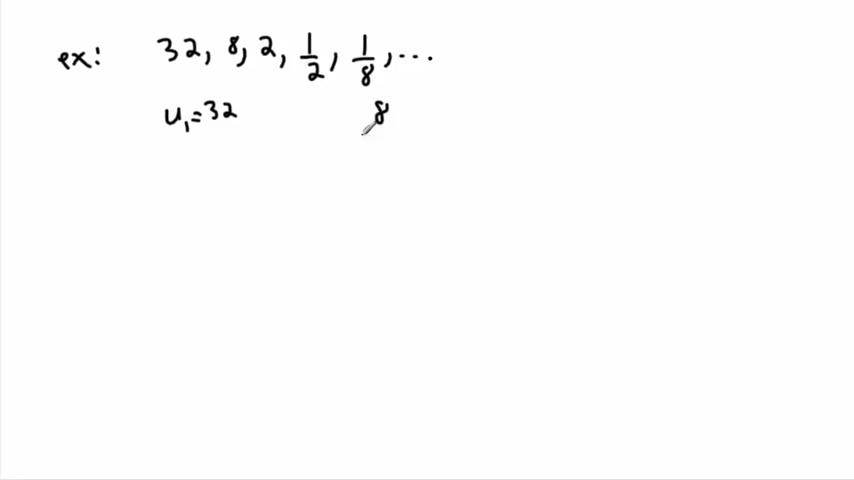 ex: 32, 8, 2, 1/2, 1/8, ...
u₁=32 8